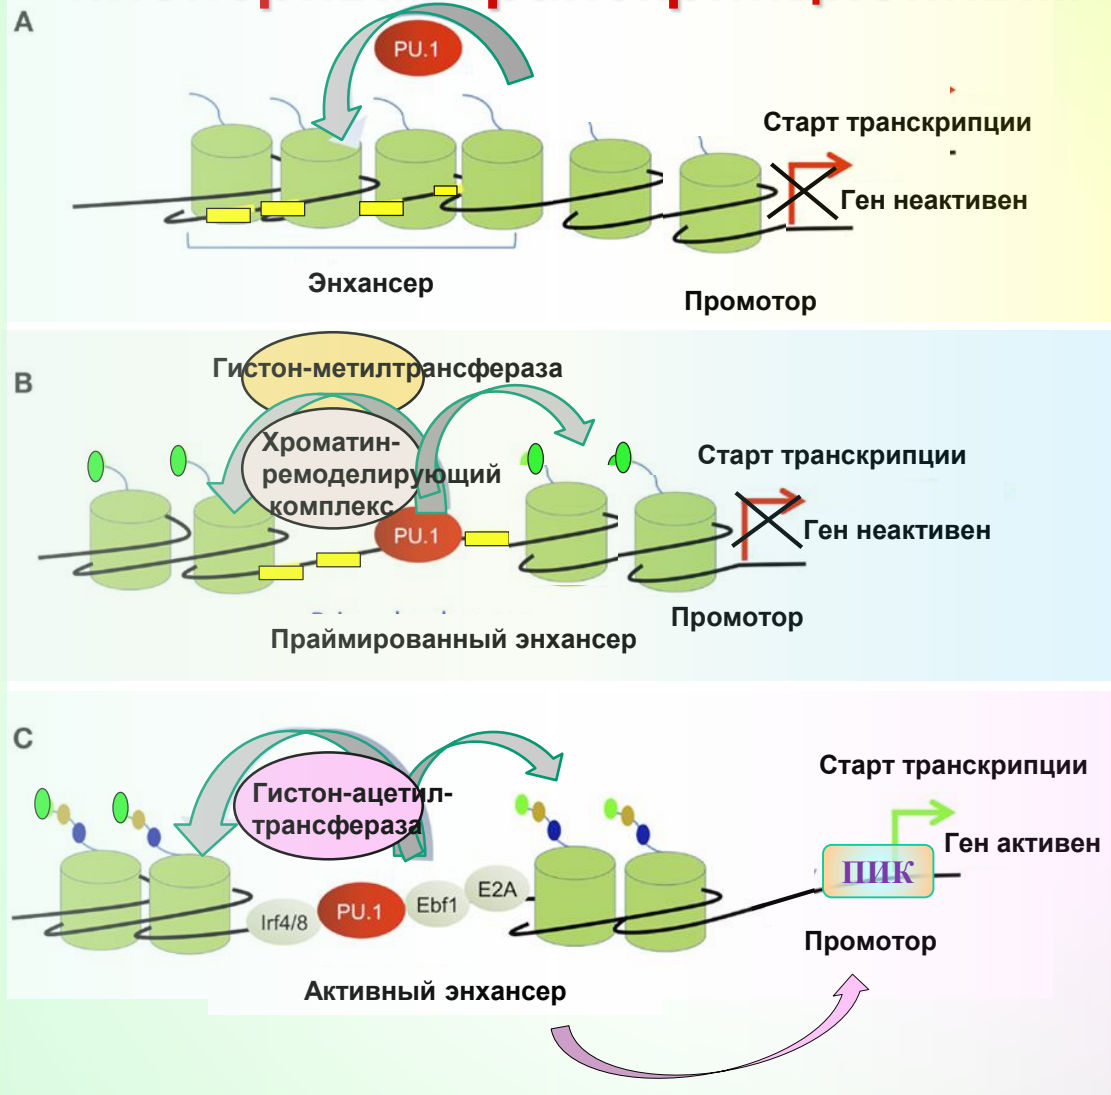 A
PU.1
Старт транскрипции
Ген неактивен
Энхансер
Промотор
B
Гистон-метилтрансфераза
Хроматин-
ремоделирующий
комплекс
PU.1
Старт транскрипции
Ген неактивен
Промотор
Праймированный энхансер
C
Гистон-ацетил-
трансфераза
Старт транскрипции
Ген активен
ПИК
Irf4/8
PU.1
Ebf1
E2A
Промотор
Активный энхансер